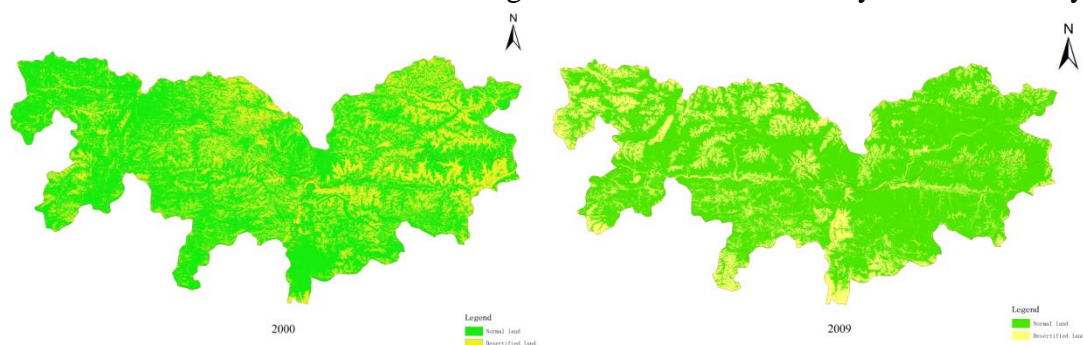 N
N
Legend
Normal land
Desertified land
2000
Legend
Normal land
Desertified land
2009